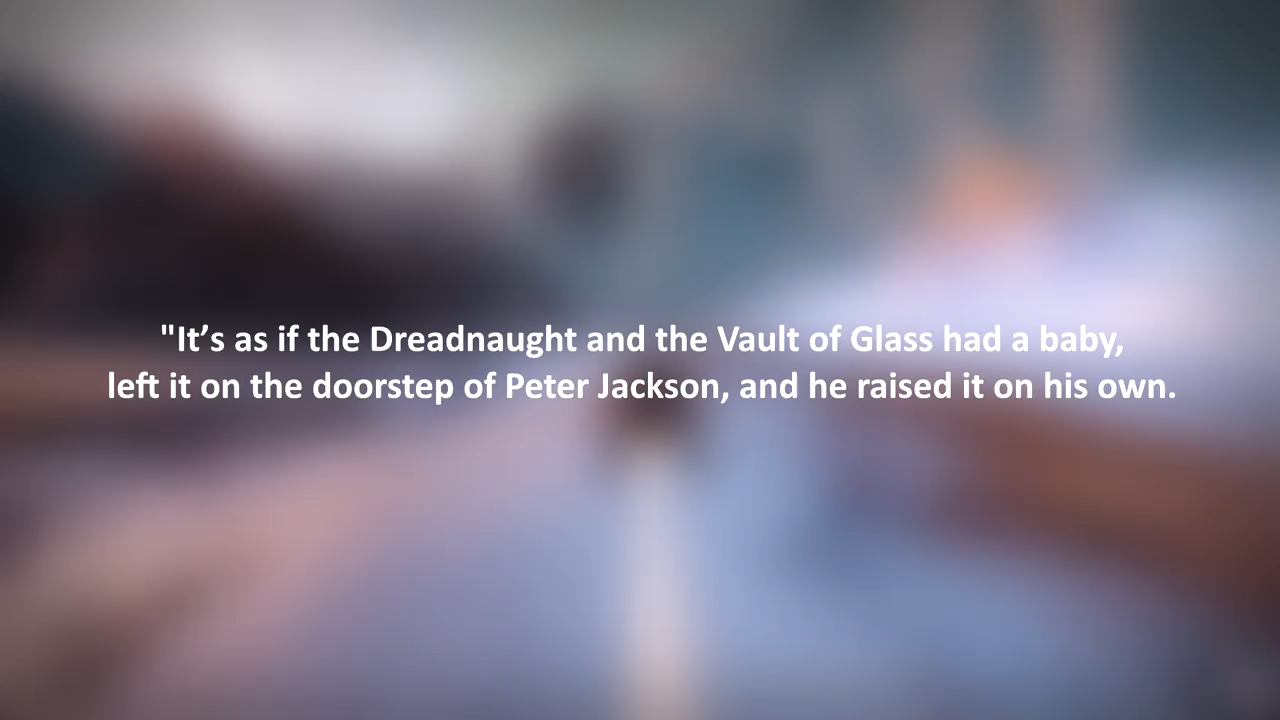 "It’s as if the Dreadnaught and the Vault of Glass had a baby,
left it on the doorstep of Peter Jackson, and he raised it on his own.